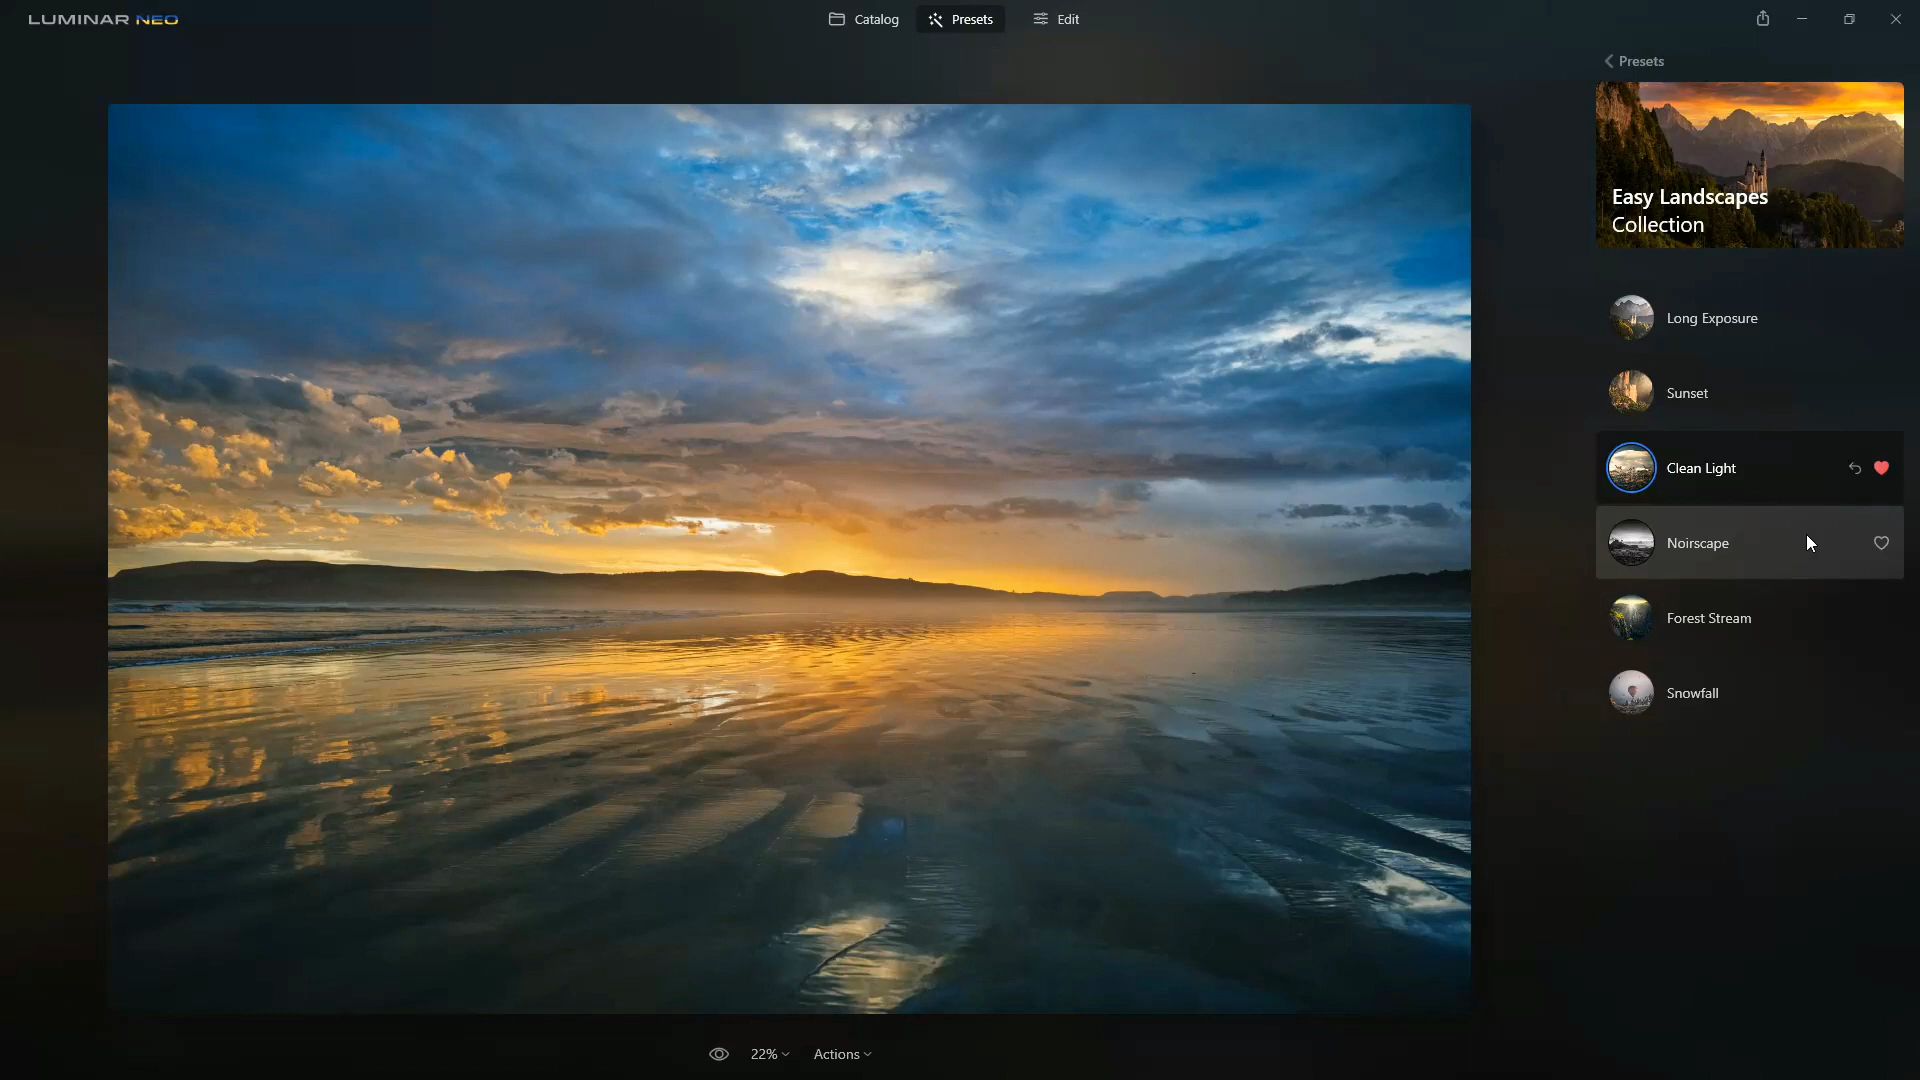 LUMINAR NEO
Catalog
Presets
Edit
Presets
Easy Landscapes
Collection
Long Exposure
Sunset
Clean Light
Noirscape
Forest Stream
Snowfall
22%
Actions